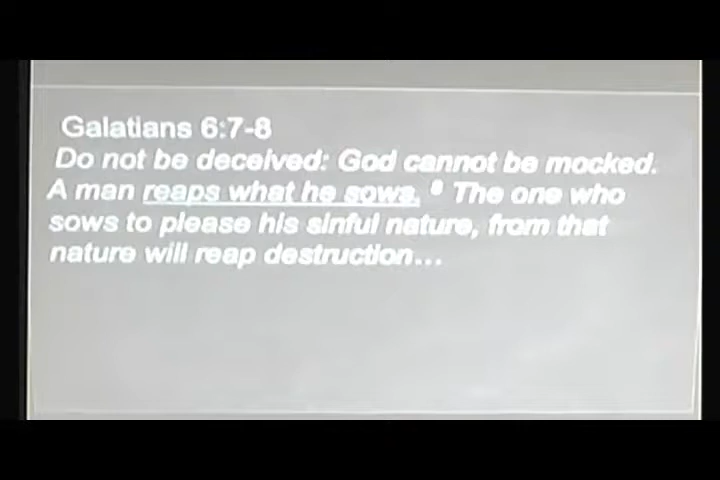 Galatians 6:7-8
Do not be deceived: God cannot be mocked.
A man reaps what he sows. ⁸ The one who
sows to please his sinful nature, from that
nature will reap destruction...